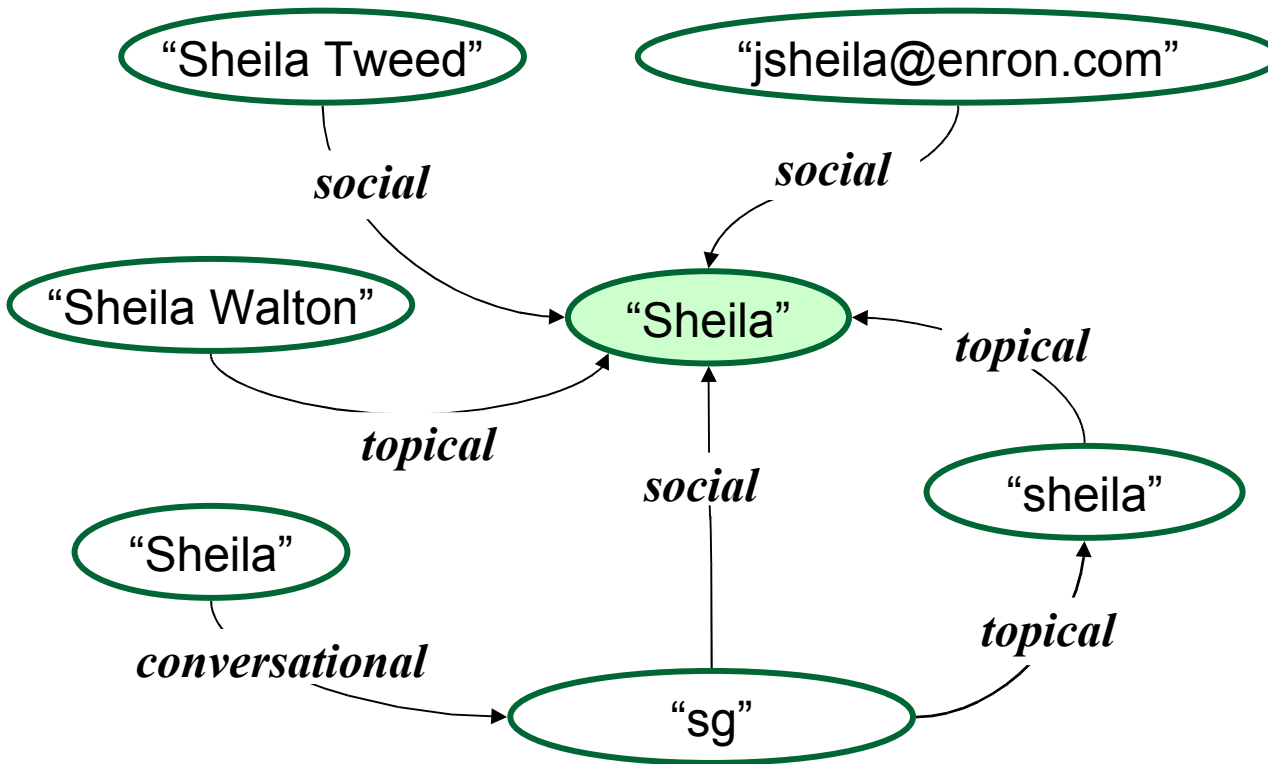 “Sheila Tweed”
“jsheila@enron.com”
social
social
“Sheila Walton”
“Sheila”
topical
topical
social
“sheila”
“Sheila”
conversational
topical
“sg”